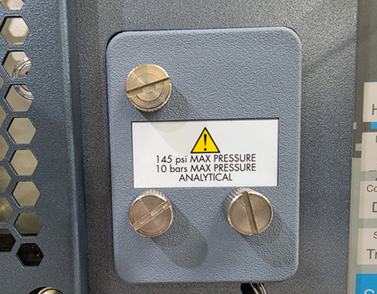 145 psi MAX PRESSURE
10 bars MAX PRESSURE
ANALYTICAL